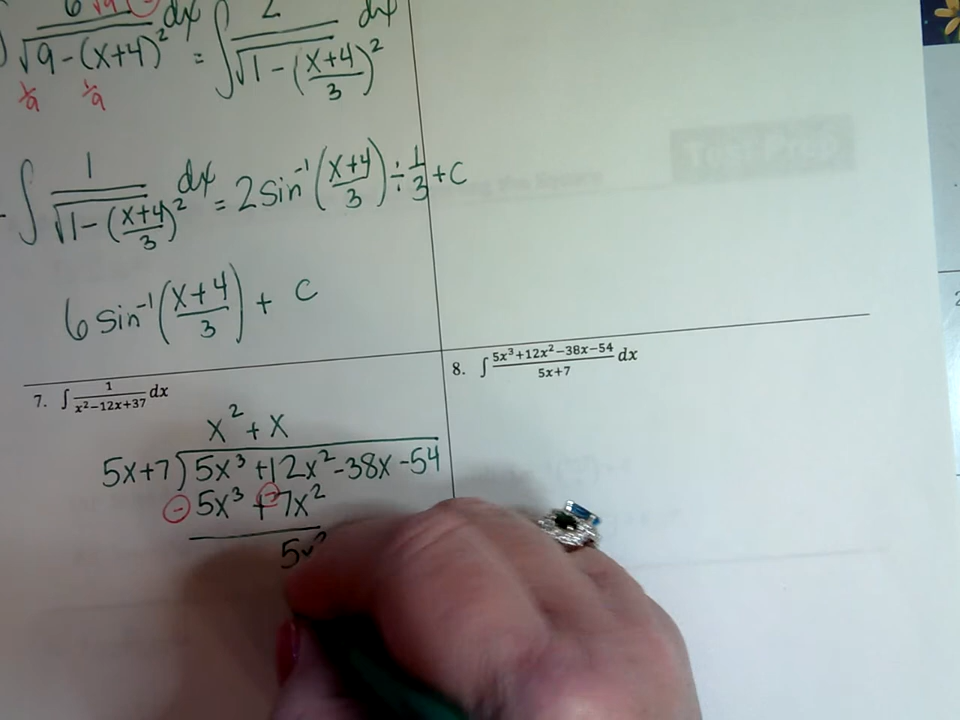 6 dx 2 dx
√9-(x+4)² = ∫ √1-(x+4/3)²
1/9 1/9
∫ 1/√1-(x+4/3)² dx = 2 sin⁻¹(x+4/3) ÷ 1/3 + C
6 sin⁻¹(x+4/3) + C
7. ∫ 1/x²-12x+37 dx
8. ∫ 5x³+12x²-38x-54/5x+7 dx
x² + x
5x+7)5x³ +12x² -38x -54
- 5x³ + 7x²
5x²